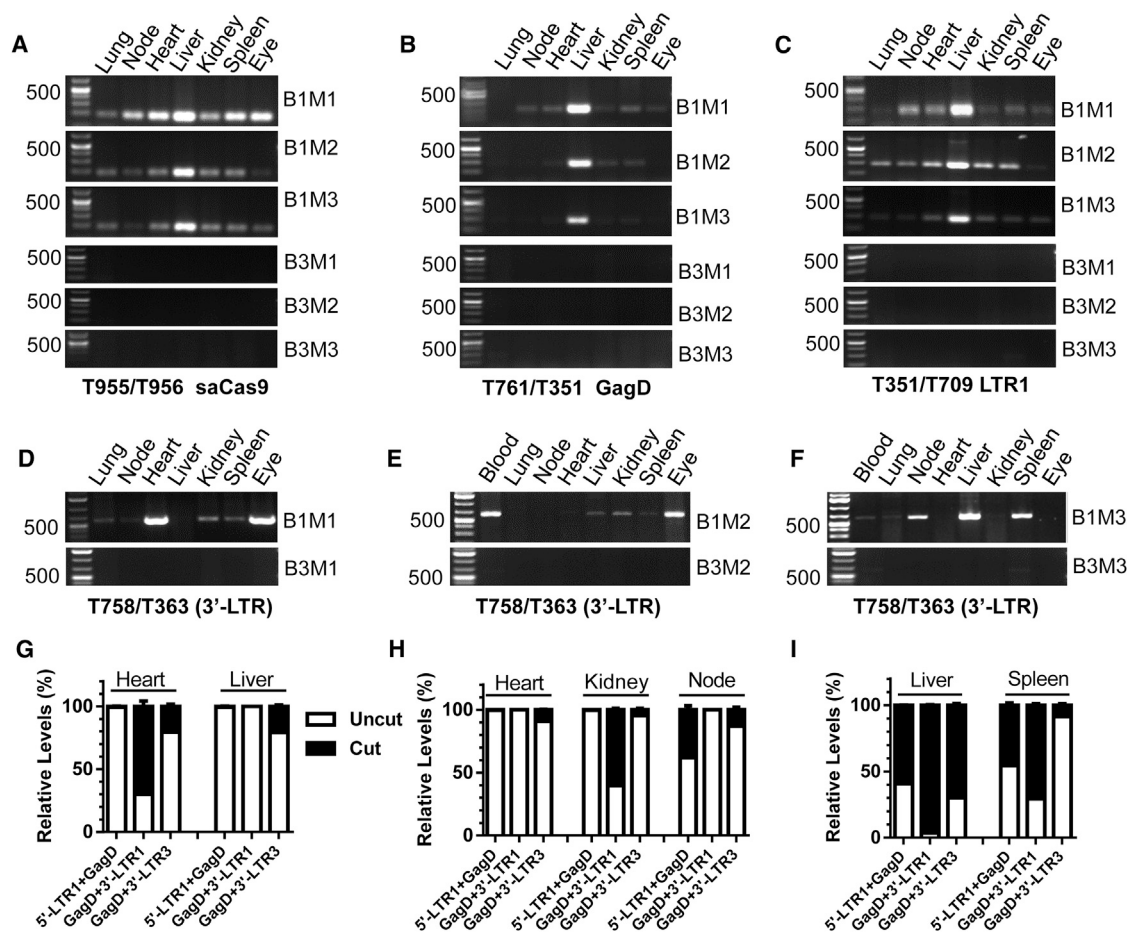 A
Lung Node Heart Liver Kidney Spleen Eye
500 B1M1
500 B1M2
500 B1M3
500 B3M1
500 B3M2
500 B3M3
T955/T956 saCas9
B
Lung Node Heart Liver Kidney Spleen Eye
500 B1M1
500 B1M2
500 B1M3
500 B3M1
500 B3M2
500 B3M3
T761/T351 GagD
C
Lung Node Heart Liver Kidney Spleen Eye
500 B1M1
500 B1M2
500 B1M3
500 B3M1
500 B3M2
500 B3M3
T351/T709 LTR1
D
Lung Node Heart Liver Kidney Spleen Eye
500 B1M1
500 B3M1
T758/T363 (3’-LTR)
E
Blood Lung Node Heart Liver Kidney Spleen Eye
500 B1M2
500 B3M2
T758/T363 (3’-LTR)
F
Blood Lung Node Heart Liver Kidney Spleen Eye
500 B1M3
500 B3M3
T758/T363 (3’-LTR)
G
Heart Liver
Relative Levels (%)
100
50
0
5'-LTR1+GagD GagD+3'-LTR1 GagD+3'-LTR3 5'-LTR1+GagD GagD+3'-LTR1 GagD+3'-LTR3
Uncut
Cut
H
Heart Kidney Node
Relative Levels (%)
100
50
0
5'-LTR1+GagD GagD+3'-LTR1 GagD+3'-LTR3 5'-LTR1+GagD GagD+3'-LTR1 GagD+3'-LTR3 5'-LTR1+GagD GagD+3'-LTR1 GagD+3'-LTR3
I
Liver Spleen
Relative Levels (%)
100
50
0
5'-LTR1+GagD GagD+3'-LTR1 GagD+3'-LTR3 5'-LTR1+GagD GagD+3'-LTR1 GagD+3'-LTR3